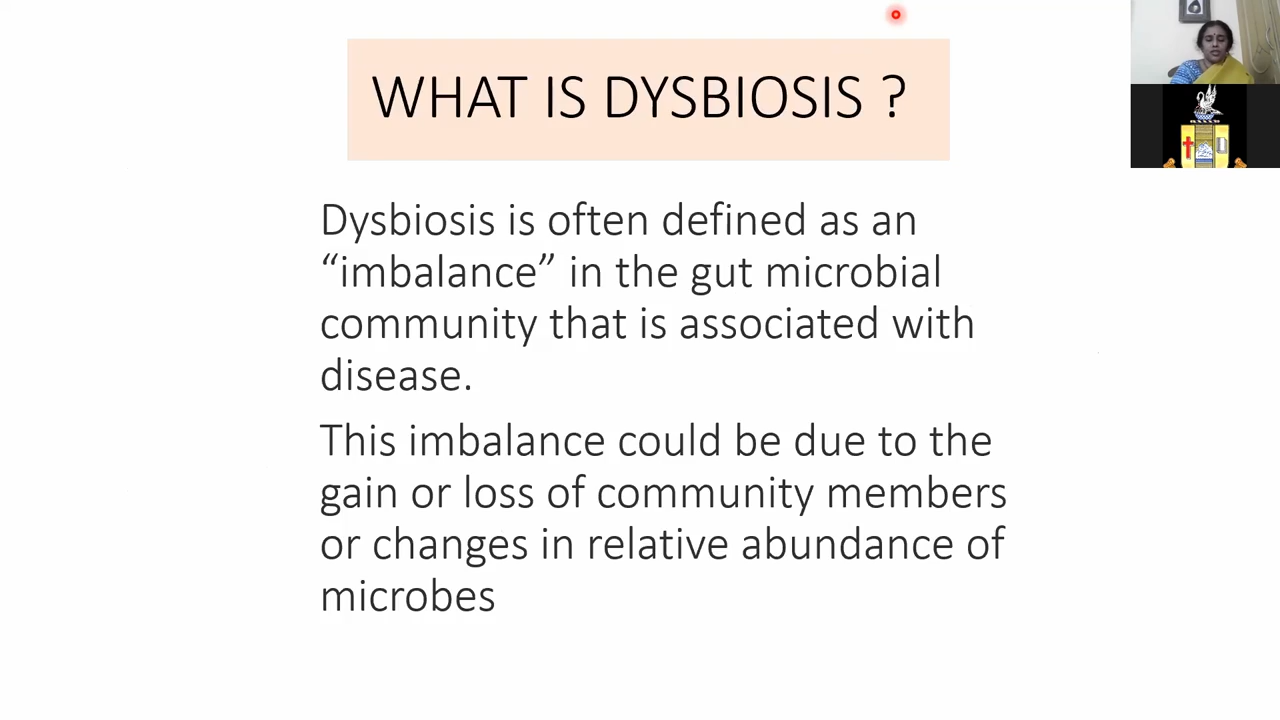 WHAT IS DYSBIOSIS ?
Dysbiosis is often defined as an
“imbalance” in the gut microbial
community that is associated with
disease.
This imbalance could be due to the
gain or loss of community members
or changes in relative abundance of
microbes